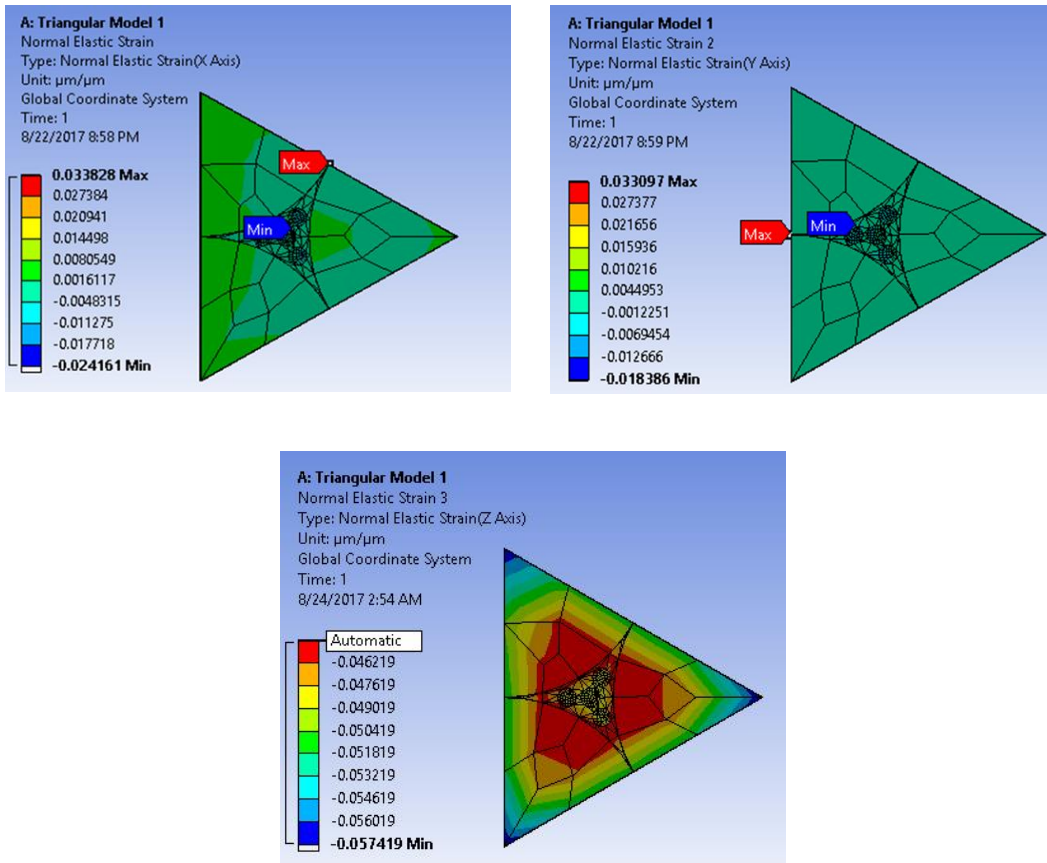 A: Triangular Model 1
Normal Elastic Strain
Type: Normal Elastic Strain(X Axis)
Unit: µm/µm
Global Coordinate System
Time: 1
8/22/2017 8:58 PM
0.033828 Max
0.027384
0.020941
0.014498
0.0080549
0.0016117
-0.0048315
-0.011275
-0.017718
-0.024161 Min
Max
Min
A: Triangular Model 1
Normal Elastic Strain 2
Type: Normal Elastic Strain(Y Axis)
Unit: µm/µm
Global Coordinate System
Time: 1
8/22/2017 8:59 PM
0.033097 Max
0.027377
0.021656
0.015936
0.010216
0.0044953
-0.0012251
-0.0069454
-0.012666
-0.018386 Min
Max
Min
A: Triangular Model 1
Normal Elastic Strain 3
Type: Normal Elastic Strain(Z Axis)
Unit: µm/µm
Global Coordinate System
Time: 1
8/24/2017 2:54 AM
Automatic
-0.046219
-0.047619
-0.049019
-0.050419
-0.051819
-0.053219
-0.054619
-0.056019
-0.057419 Min